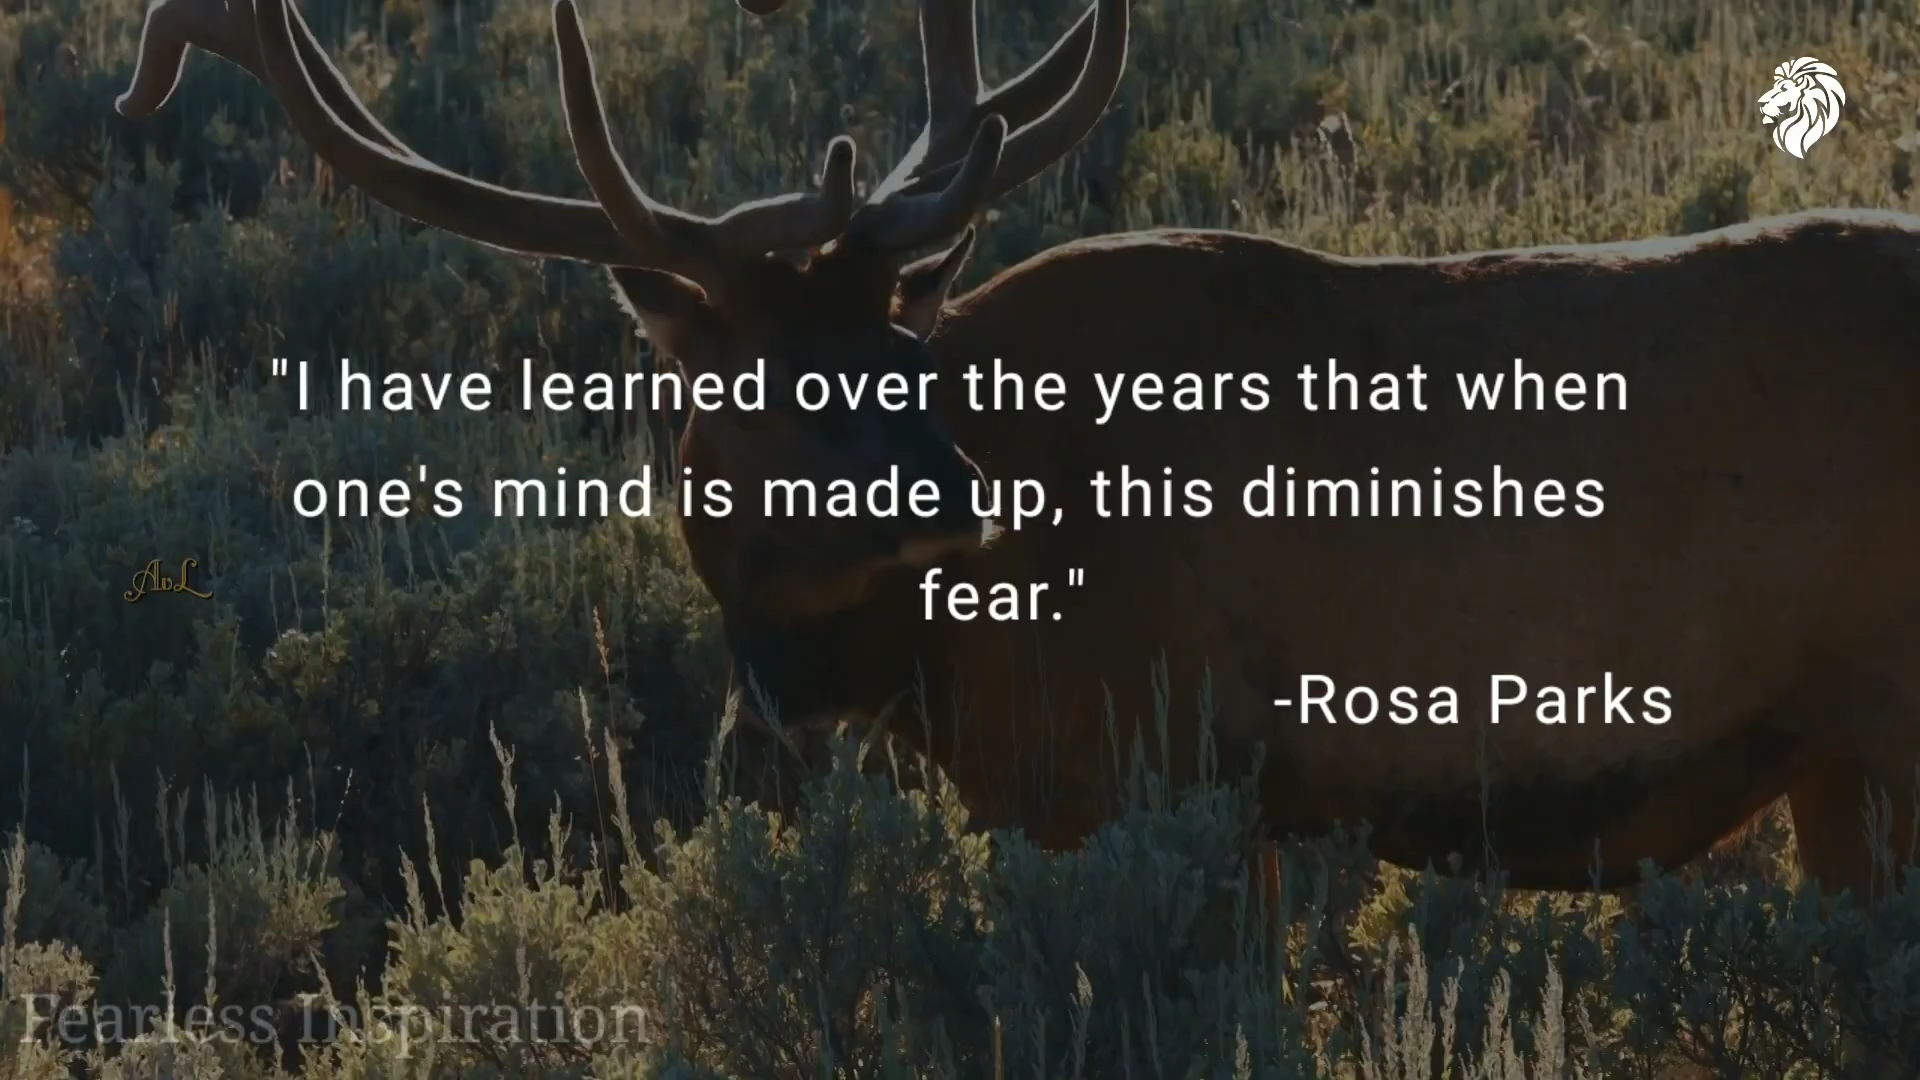 "I have learned over the years that when
one's mind is made up, this diminishes
fear."
-Rosa Parks
AvL
Fearless Inspiration